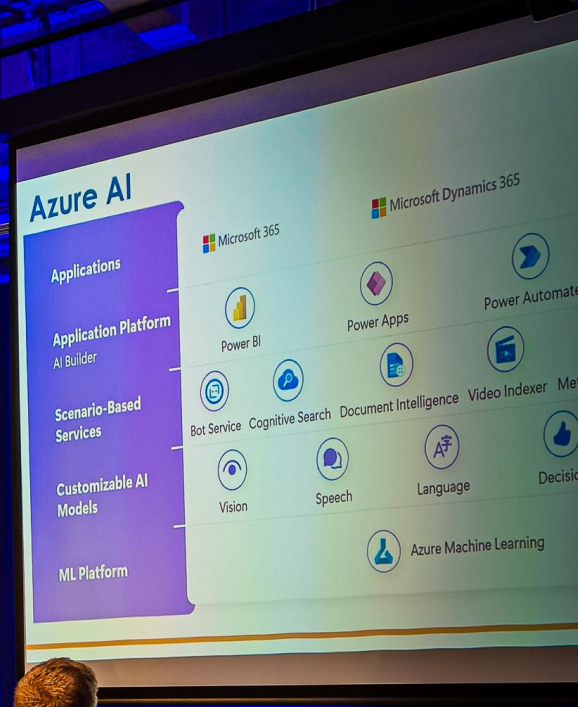 Azure AI
Applications
Microsoft 365
Microsoft Dynamics 365
Application Platform
AI Builder
Power BI
Power Apps
Power Automate
Scenario-Based
Services
Bot Service
Cognitive Search
Document Intelligence
Video Indexer
Me
Customizable AI
Models
Vision
Speech
Language
Decisio
ML Platform
Azure Machine Learning